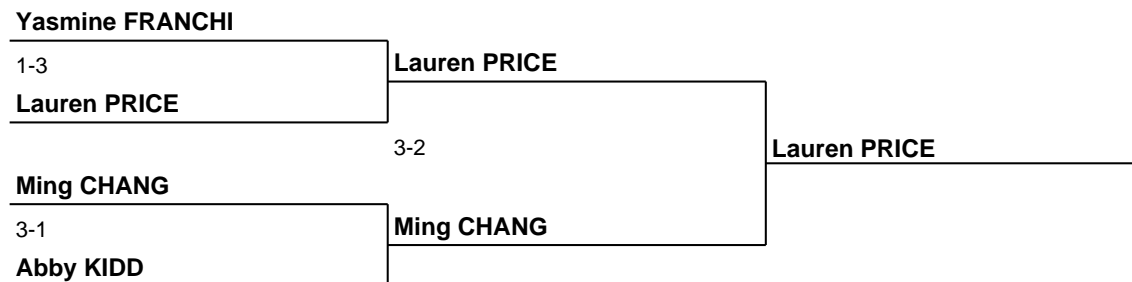 Yasmine FRANCHI
1-3
Lauren PRICE
Lauren PRICE
3-2
Lauren PRICE
Ming CHANG
3-1
Ming CHANG
Abby KIDD